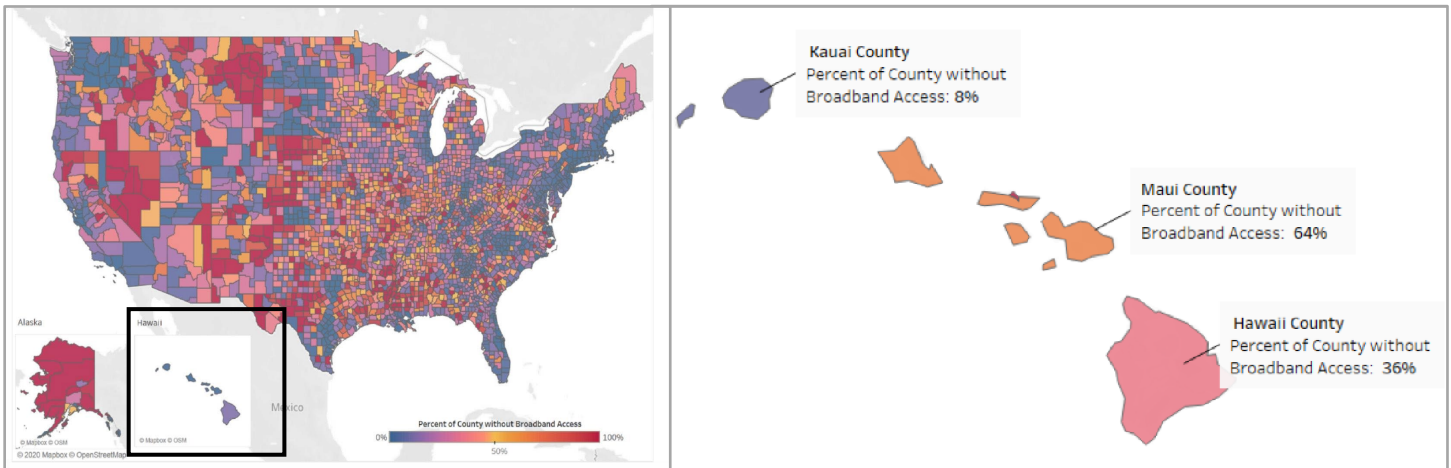 Alaska
Hawaii
Mexico
© Mapbox © OSM
© Mapbox © OSM
© 2020 Mapbox © OpenStreetMap
Percent of County without Broadband Access
0%
50%
100%
Kauai County
Percent of County without
Broadband Access: 8%
Maui County
Percent of County without
Broadband Access: 64%
Hawaii County
Percent of County without
Broadband Access: 36%